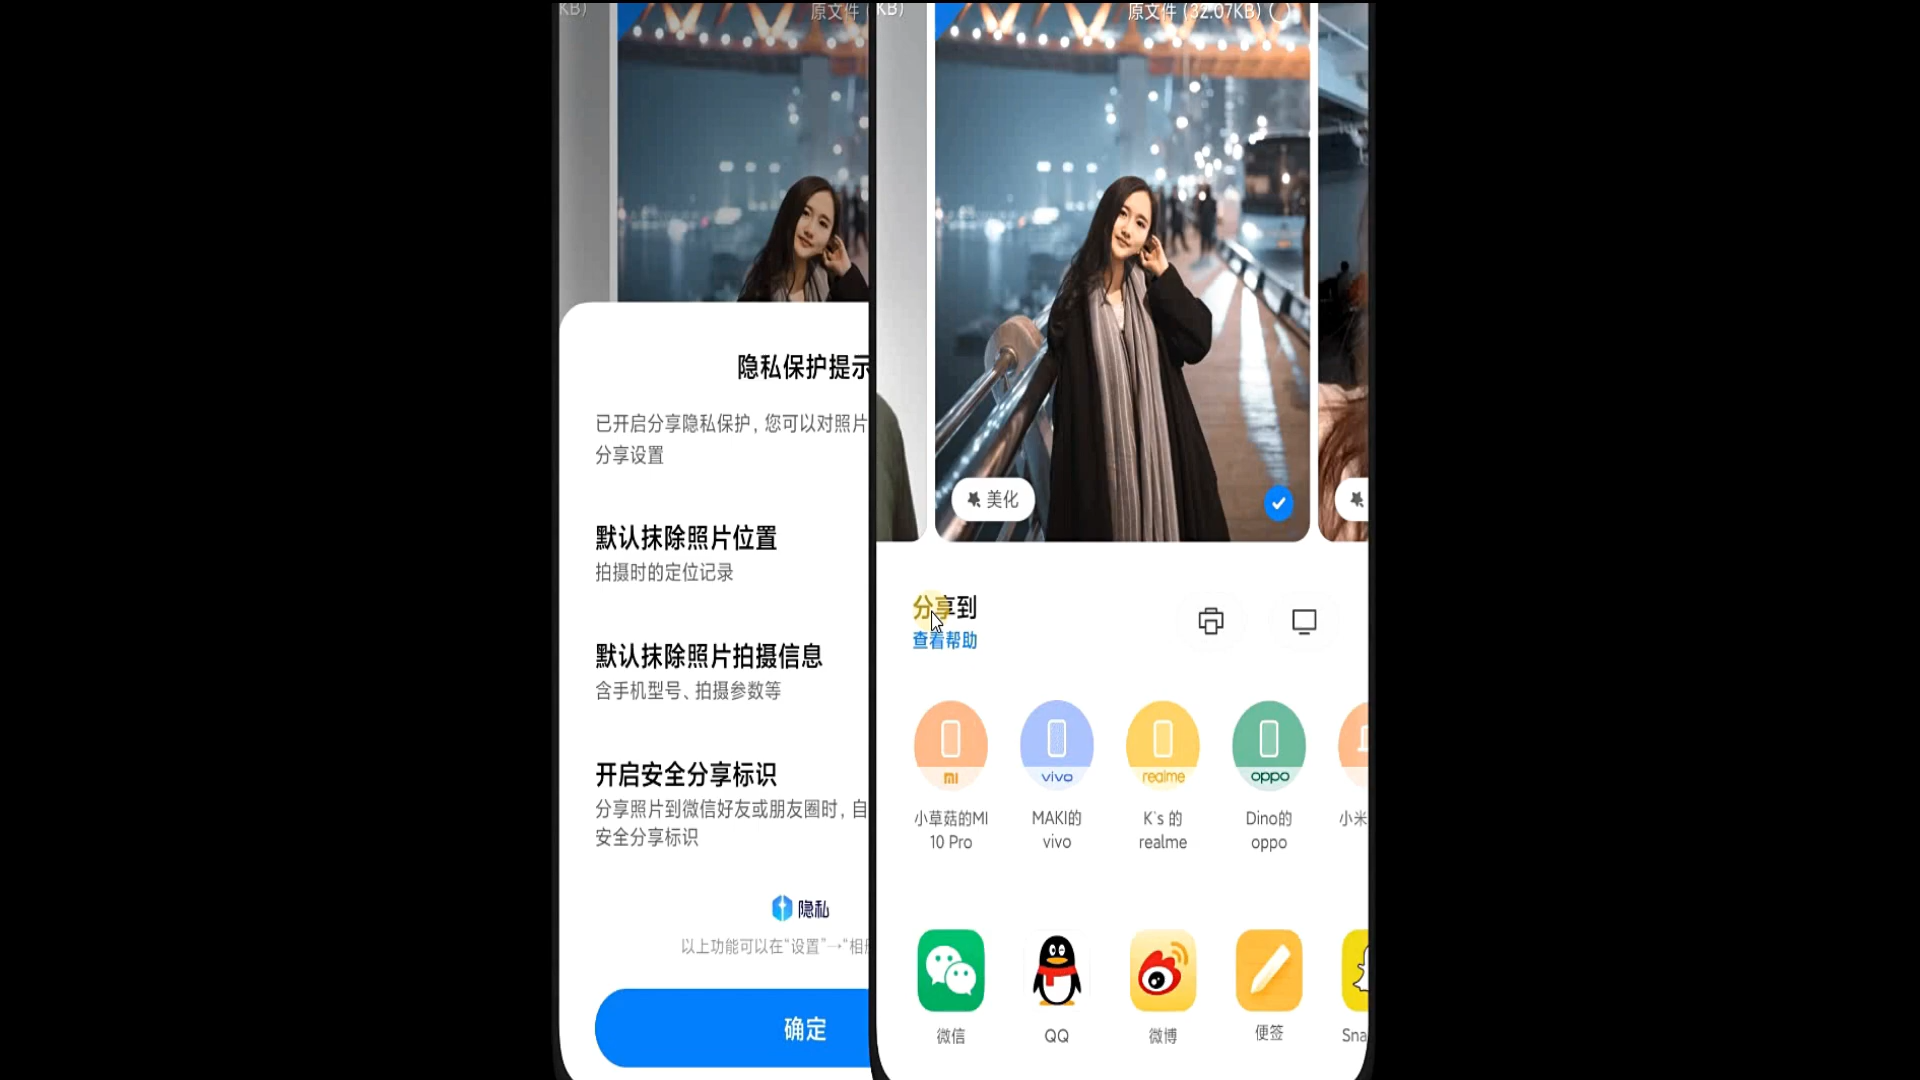 KB)
原文件
隐私保护提示
已开启分享隐私保护, 您可以对照片
分享设置
默认抹除照片位置
拍摄时的定位记录
默认抹除照片拍摄信息
含手机型号、拍摄参数等
开启安全分享标识
分享照片到微信好友或朋友圈时, 自
安全分享标识
隐私
以上功能可以在“设置”→“相册
确定
KB)
原文件 (32.07KB)
美化
分享到
查看帮助
mi
vivo
realme
oppo
小草菇的MI
10 Pro
MAKI的
vivo
K`s 的
realme
Dino的
oppo
小米
微信
QQ
微博
便签
Sna